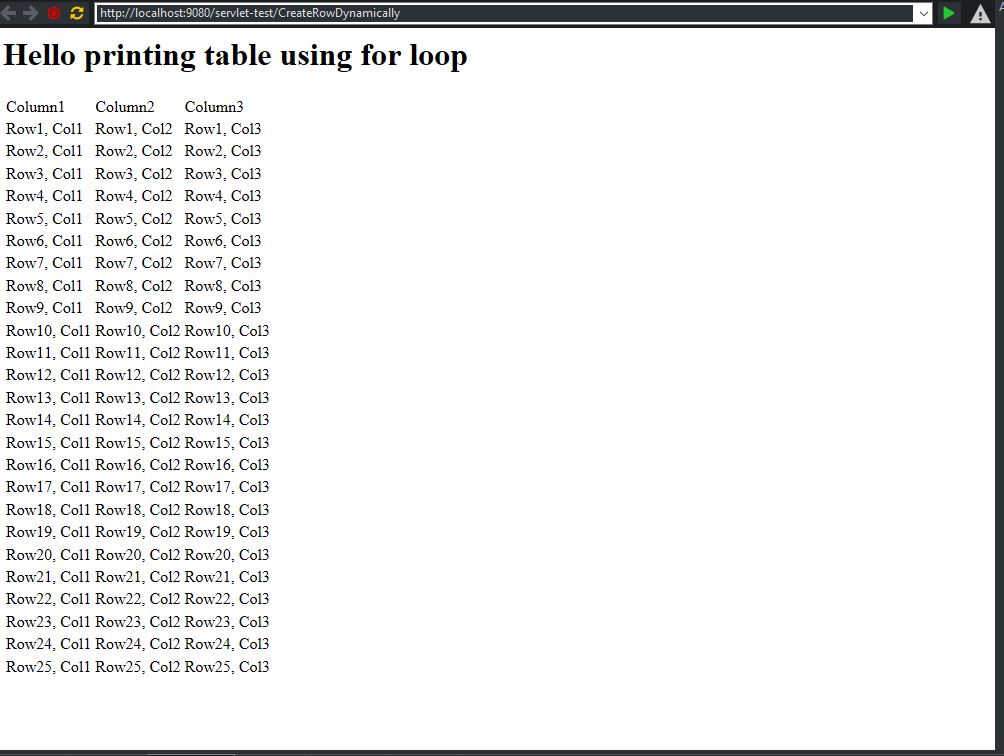 http://localhost:9080/servlet-test/CreateRowDynamically
Hello printing table using for loop
Column1 Column2 Column3
Row1, Col1 Row1, Col2 Row1, Col3
Row2, Col1 Row2, Col2 Row2, Col3
Row3, Col1 Row3, Col2 Row3, Col3
Row4, Col1 Row4, Col2 Row4, Col3
Row5, Col1 Row5, Col2 Row5, Col3
Row6, Col1 Row6, Col2 Row6, Col3
Row7, Col1 Row7, Col2 Row7, Col3
Row8, Col1 Row8, Col2 Row8, Col3
Row9, Col1 Row9, Col2 Row9, Col3
Row10, Col1 Row10, Col2 Row10, Col3
Row11, Col1 Row11, Col2 Row11, Col3
Row12, Col1 Row12, Col2 Row12, Col3
Row13, Col1 Row13, Col2 Row13, Col3
Row14, Col1 Row14, Col2 Row14, Col3
Row15, Col1 Row15, Col2 Row15, Col3
Row16, Col1 Row16, Col2 Row16, Col3
Row17, Col1 Row17, Col2 Row17, Col3
Row18, Col1 Row18, Col2 Row18, Col3
Row19, Col1 Row19, Col2 Row19, Col3
Row20, Col1 Row20, Col2 Row20, Col3
Row21, Col1 Row21, Col2 Row21, Col3
Row22, Col1 Row22, Col2 Row22, Col3
Row23, Col1 Row23, Col2 Row23, Col3
Row24, Col1 Row24, Col2 Row24, Col3
Row25, Col1 Row25, Col2 Row25, Col3